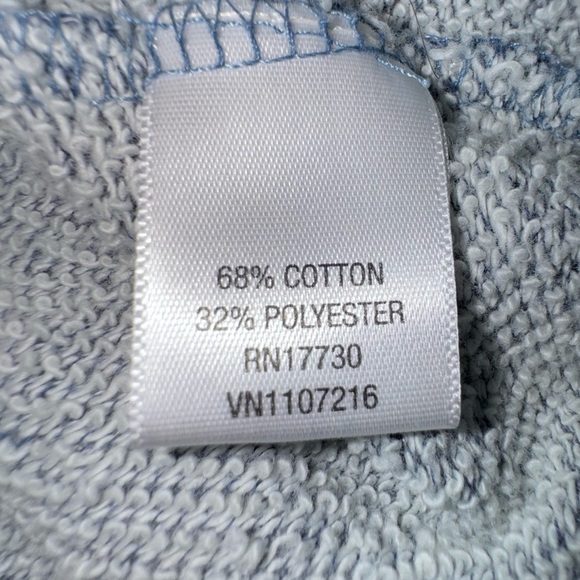 68% COTTON
32% POLYESTER
RN17730
VN1107216